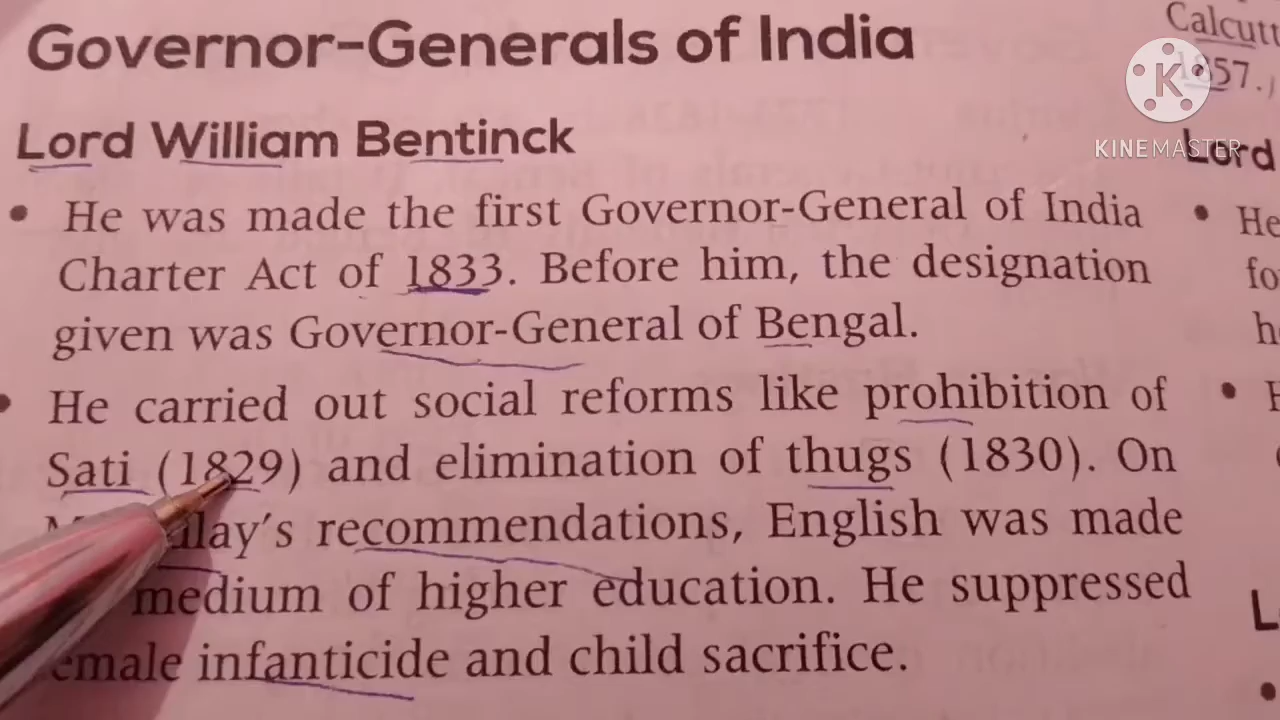 Governor-Generals of India
Lord William Bentinck
• He was made the first Governor-General of India
Charter Act of 1833. Before him, the designation
given was Governor-General of Bengal.
• He carried out social reforms like prohibition of
Sati (1829) and elimination of thugs (1830). On
recommendations, English was made
medium of higher education. He suppressed
infanticide and child sacrifice.
Calcutt
1857.
Lord
• He
fo
h
K
KINEMASTER